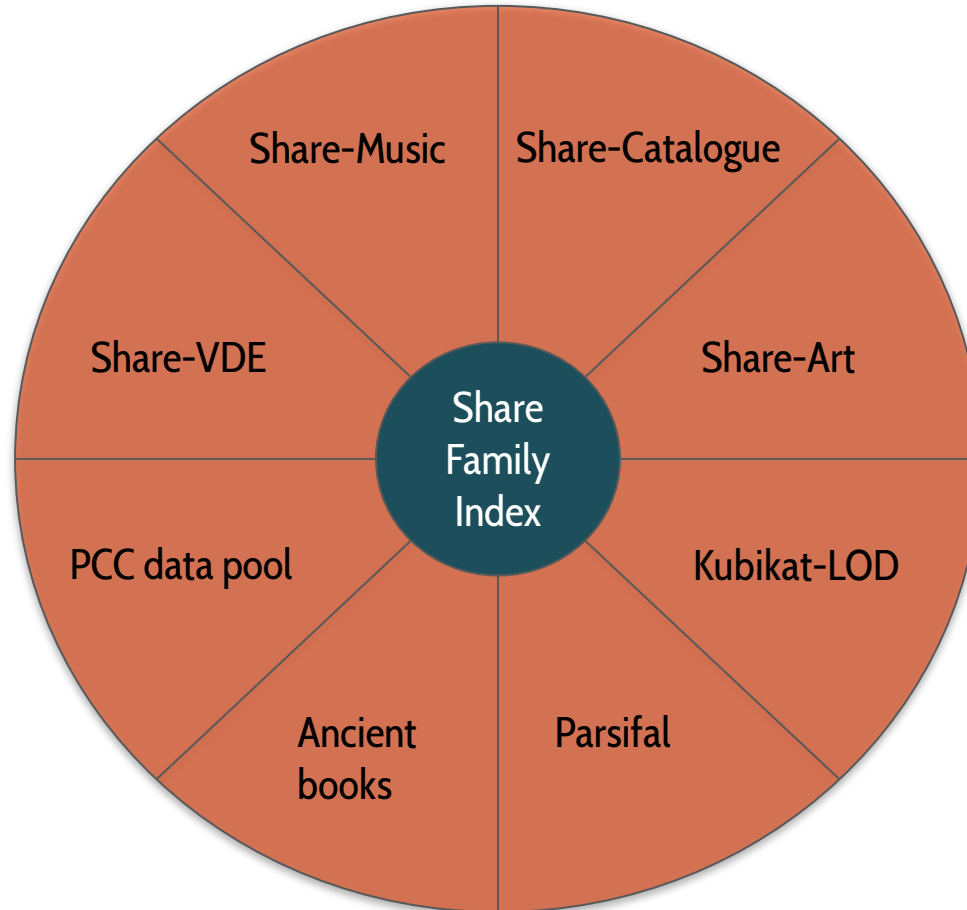 Share-Music
Share-Catalogue
Share-VDE
Share-Art
Share
Family
Index
PCC data pool
Kubikat-LOD
Ancient
books
Parsifal